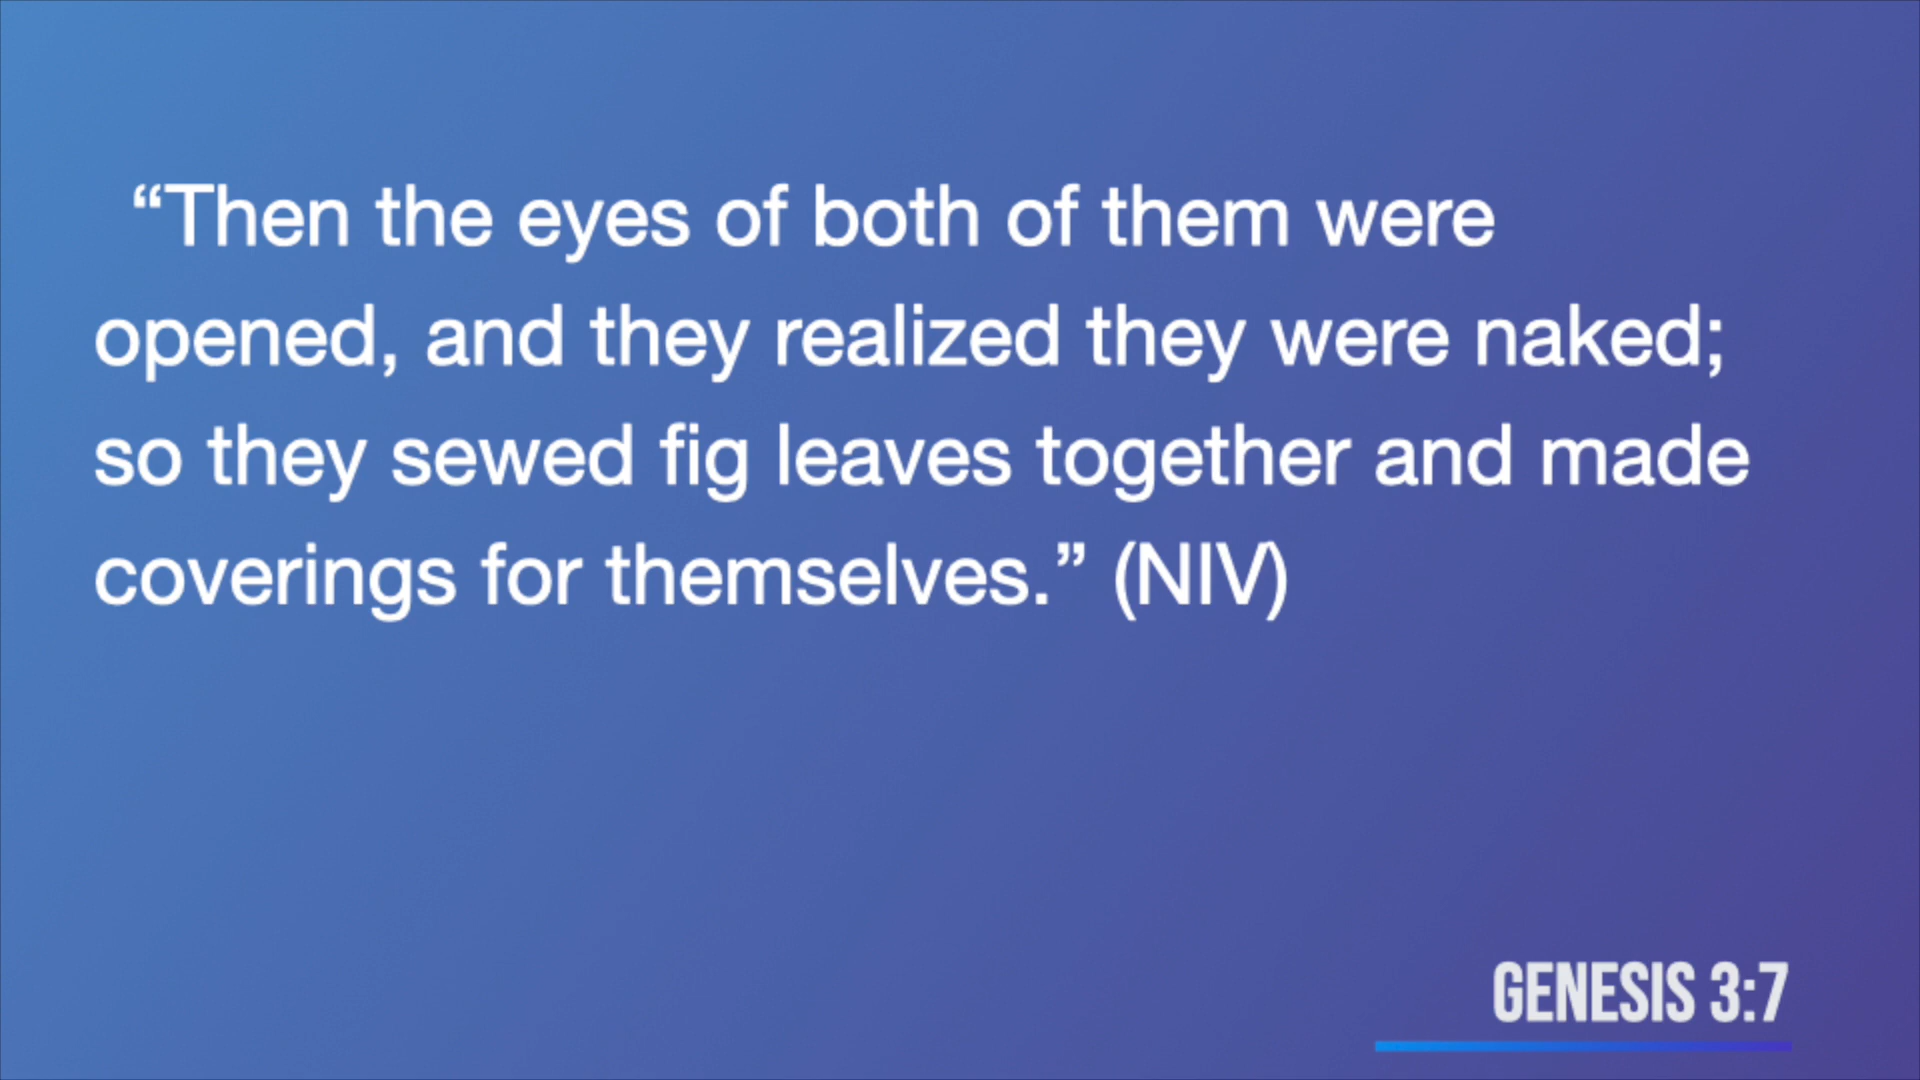 “Then the eyes of both of them were
opened, and they realized they were naked;
so they sewed fig leaves together and made
coverings for themselves.” (NIV)
GENESIS 3:7